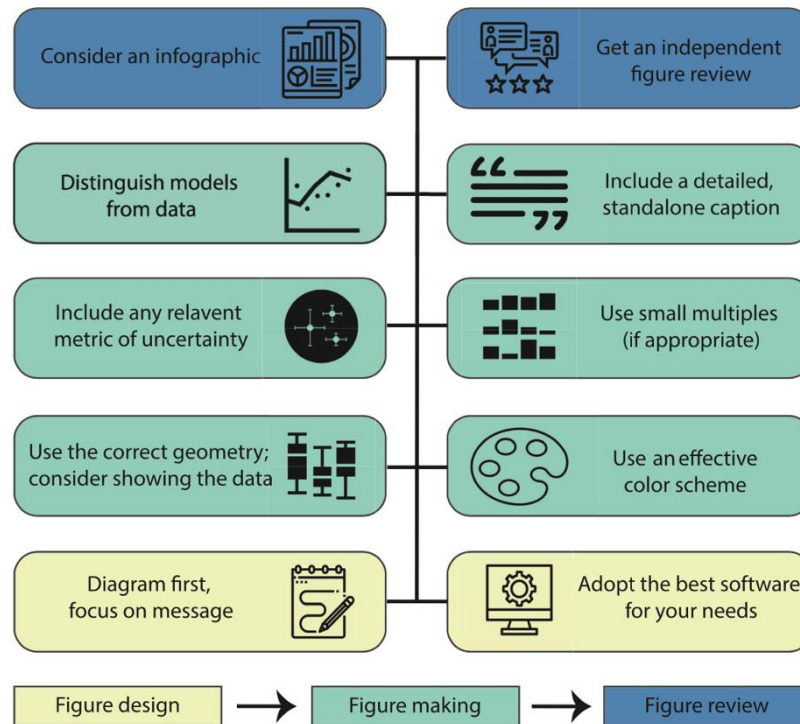 Consider an infographic
Get an independent
figure review
Distinguish models
from data
Include a detailed,
standalone caption
Include any relavent
metric of uncertainty
Use small multiples
(if appropriate)
Use the correct geometry;
consider showing the data
Use an effective
color scheme
Diagram first,
focus on message
Adopt the best software
for your needs
Figure design
Figure making
Figure review